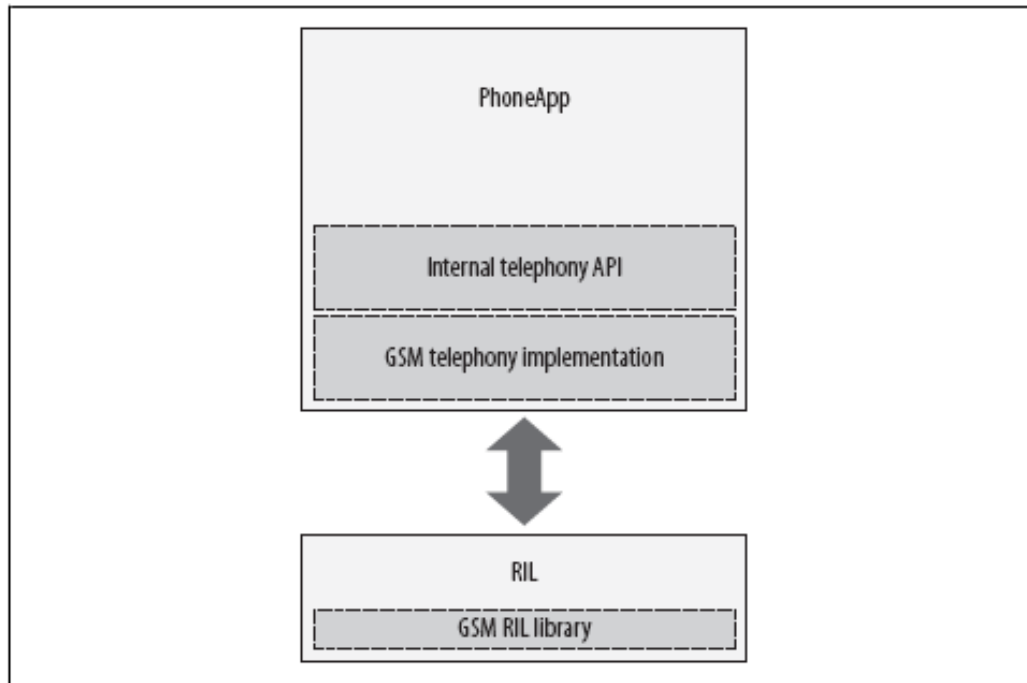 PhoneApp
Internal telephony API
GSM telephony implementation
RIL
GSM RIL library